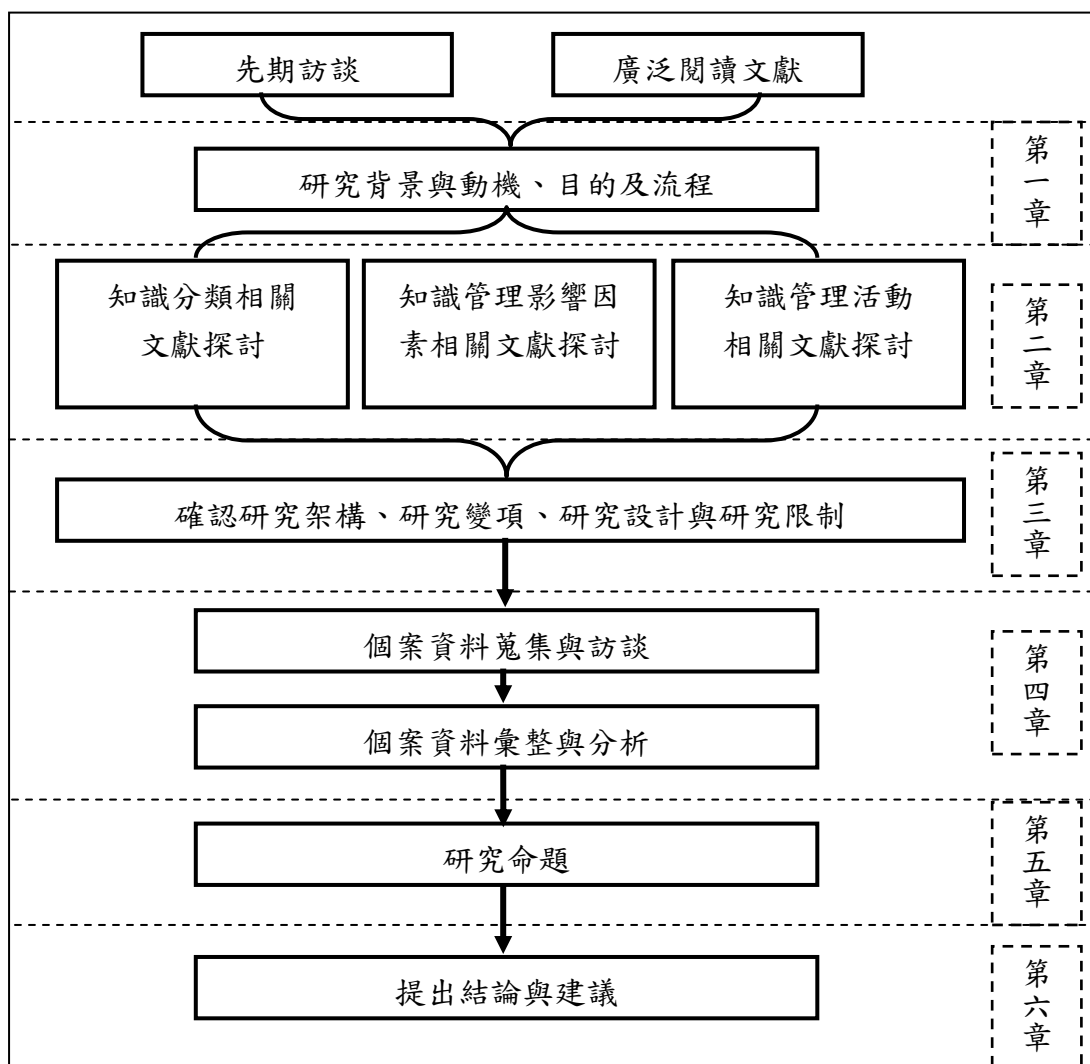 先期訪談
廣泛閱讀文獻
研究背景與動機、目的及流程
第一章
知識分類相關
文獻探討
知識管理影響因
素相關文獻探討
知識管理活動
相關文獻探討
第二章
確認研究架構、研究變項、研究設計與研究限制
第三章
個案資料蒐集與訪談
個案資料彙整與分析
第四章
研究命題
第五章
提出結論與建議
第六章